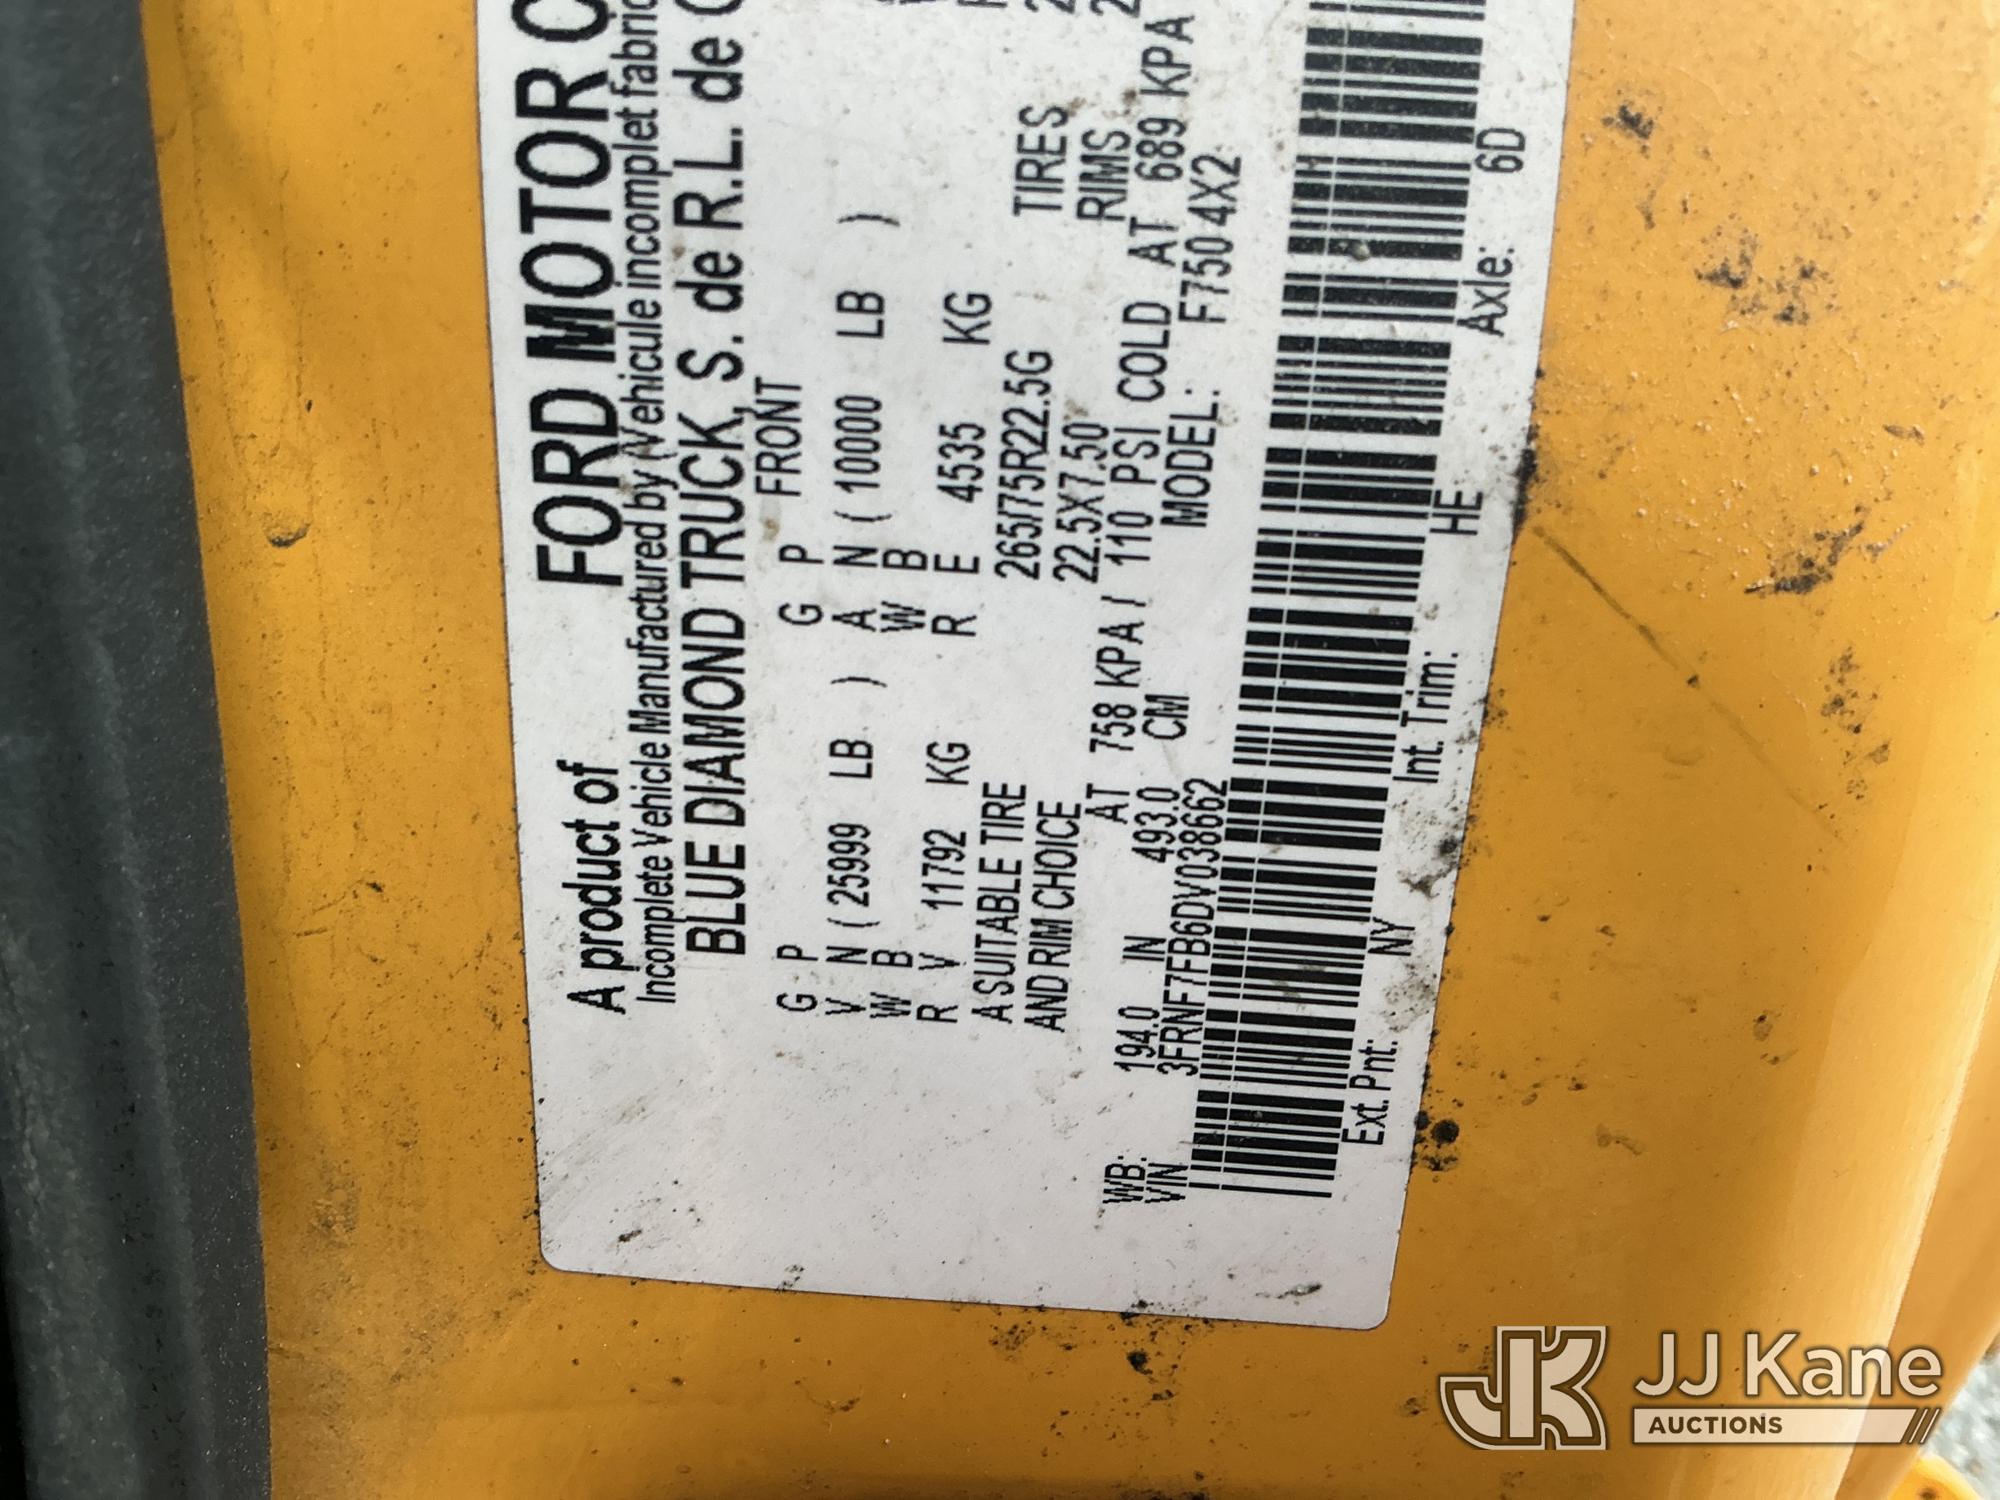 A product of FORD MOTOR
Incomplete Vehicle Manufactured by (Vehicule incomplet
BLUE DIAMOND TRUCK, S. de R.L. de
FRONT
G P G P
V N ( 25999 LB ) A N ( 10000 LB )
W B W B
R V 11792 KG R E 4535 KG
A SUITABLE TIRE 265/75R22.5G TIRES
AND RIM CHOICE 22.5X7.50 RIMS
AT 758 KPA / 110 PSI COLD AT 689 KPA
WB: 194.0 IN 493.0 CM MODEL: F750 4X2
VIN 3FRNF7FB6DV038662
Ext. Pnt: NY Int. Trim: HE Axle: 6D
JK JJ Kane
AUCTIONS